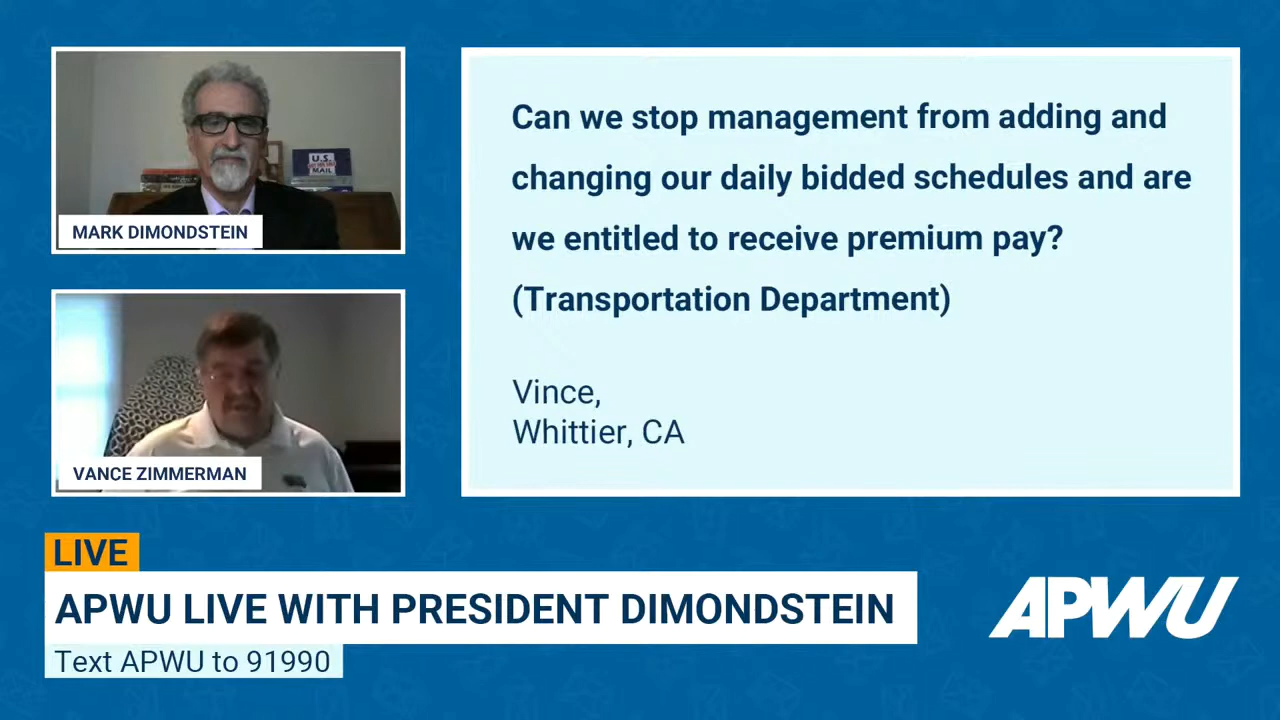 U.S.
MAIL
MARK DIMONDSTEIN
VANCE ZIMMERMAN
Can we stop management from adding and
changing our daily bidded schedules and are
we entitled to receive premium pay?
(Transportation Department)
Vince,
Whittier, CA
LIVE
APWU LIVE WITH PRESIDENT DIMONDSTEIN
Text APWU to 91990
APWU